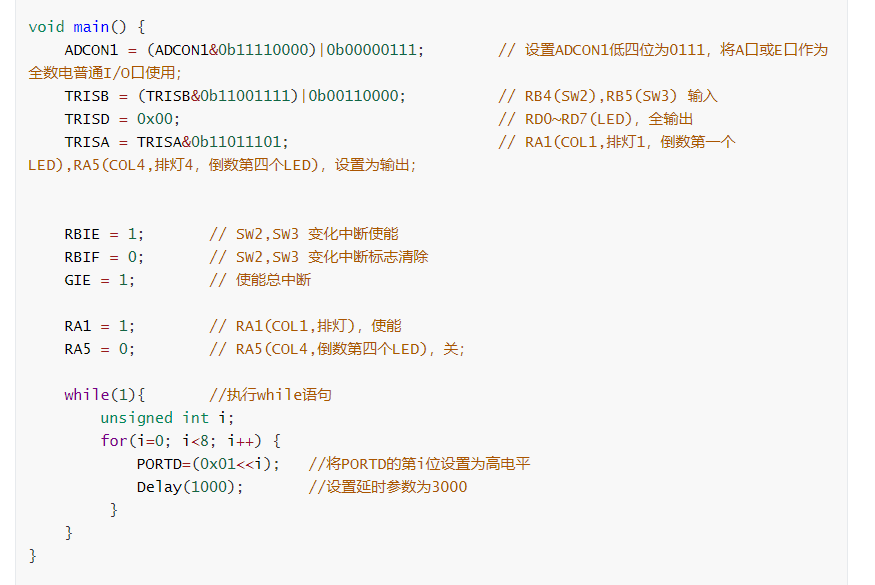 void main() {
ADCON1 = (ADCON1&0b11110000)|0b00000111; // 设置ADCON1低四位为0111, 将A口或E口作为
全数电普通I/O口使用;
TRISB = (TRISB&0b11001111)|0b00110000; // RB4(SW2),RB5(SW3) 输入
TRISD = 0x00; // RD0~RD7(LED), 全输出
TRISA = TRISA&0b11011101; // RA1(COL1,排灯1, 倒数第一个
LED),RA5(COL4,排灯4, 倒数第四个LED), 设置为输出;
RBIE = 1; // SW2,SW3 变化中断使能
RBIF = 0; // SW2,SW3 变化中断标志清除
GIE = 1; // 使能总中断
RA1 = 1; // RA1(COL1,排灯), 使能
RA5 = 0; // RA5(COL4,倒数第四个LED), 关;
while(1){ //执行while语句
unsigned int i;
for(i=0; i<8; i++) {
PORTD=(0x01<<i); //将PORTD的第i位设置为高电平
Delay(1000); //设置延时参数为3000
}
}
}